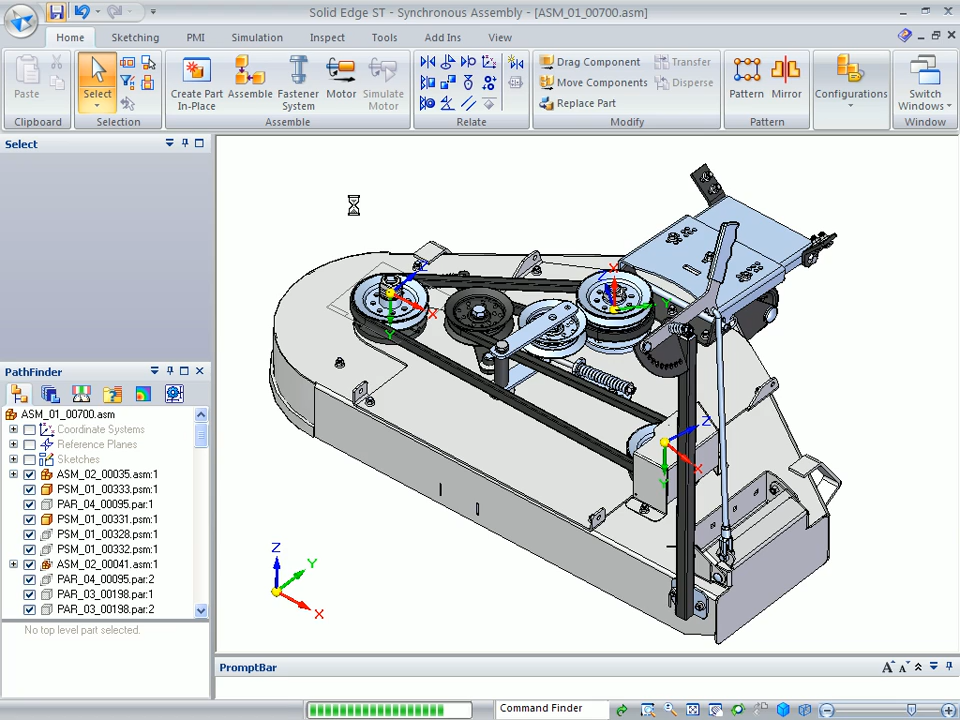 Solid Edge ST - Synchronous Assembly - [ASM_01_00700.asm]
Home Sketching PMI Simulation Inspect Tools Add Ins View
Paste
Clipboard
Select
Selection
Create Part In-Place
Assemble
Fastener System
Motor
Simulate Motor
Assemble
Relate
Drag Component
Move Components
Replace Part
Transfer
Disperse
Modify
Pattern
Mirror
Pattern
Configurations
Switch Windows
Window
Select
PathFinder
ASM_01_00700.asm
Coordinate Systems
Reference Planes
Sketches
ASM_02_00035.asm:1
PSM_01_00333.psm:1
PAR_04_00095.par:1
PSM_01_00331.psm:1
PSM_01_00328.psm:1
PSM_01_00332.psm:1
ASM_02_00041.asm:1
PAR_04_00095.par:2
PAR_03_00198.par:1
PAR_03_00198.par:2
No top level part selected.
Z
X
Y
X
Z
Y
Z
X
Y
Z
Y
X
PromptBar
Command Finder